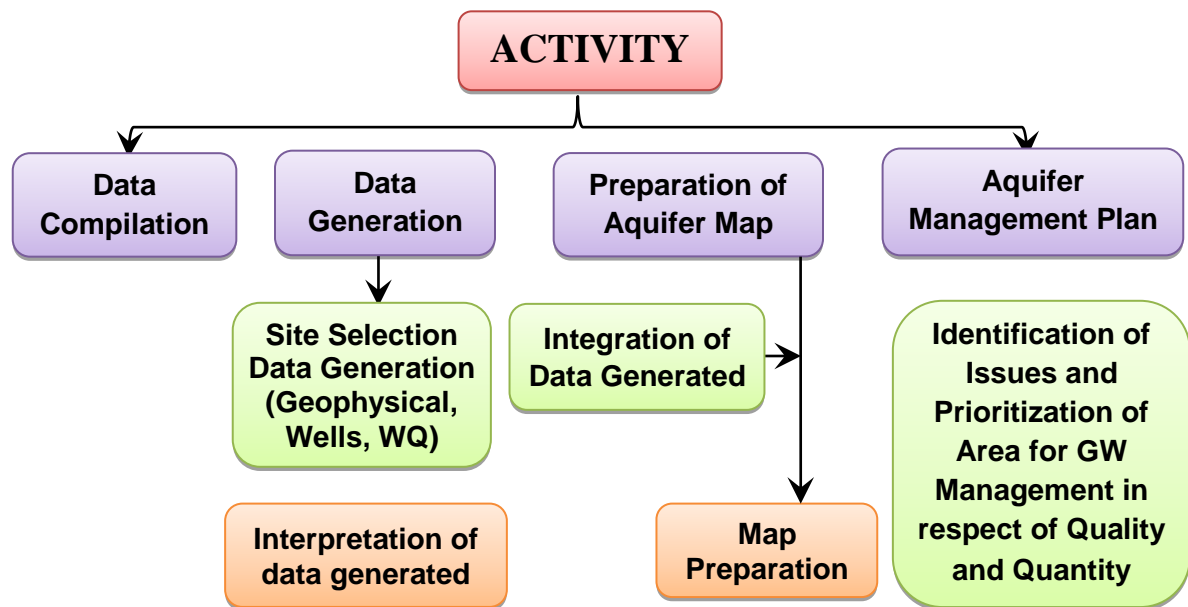 ACTIVITY
Data
Compilation
Data
Generation
Preparation of
Aquifer Map
Aquifer
Management Plan
Site Selection
Data Generation
(Geophysical,
Wells, WQ)
Integration of
Data Generated
Identification of
Issues and
Prioritization of
Area for GW
Management in
respect of Quality
and Quantity
Interpretation of
data generated
Map
Preparation